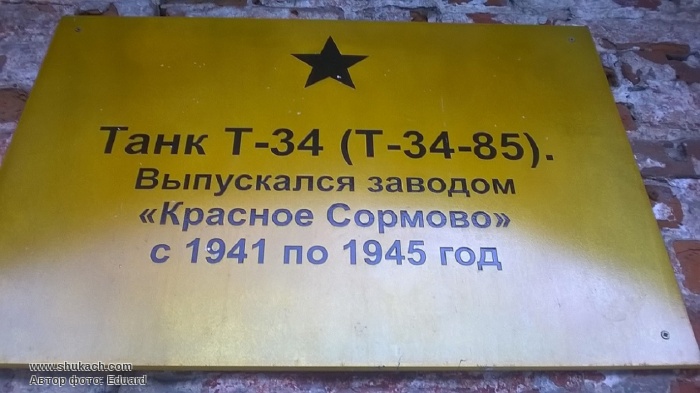 Танк Т-34 (Т-34-85).
Выпускался заводом
«Красное Сормово»
с 1941 по 1945 год
www.shukach.com
Автор фото: Eduard